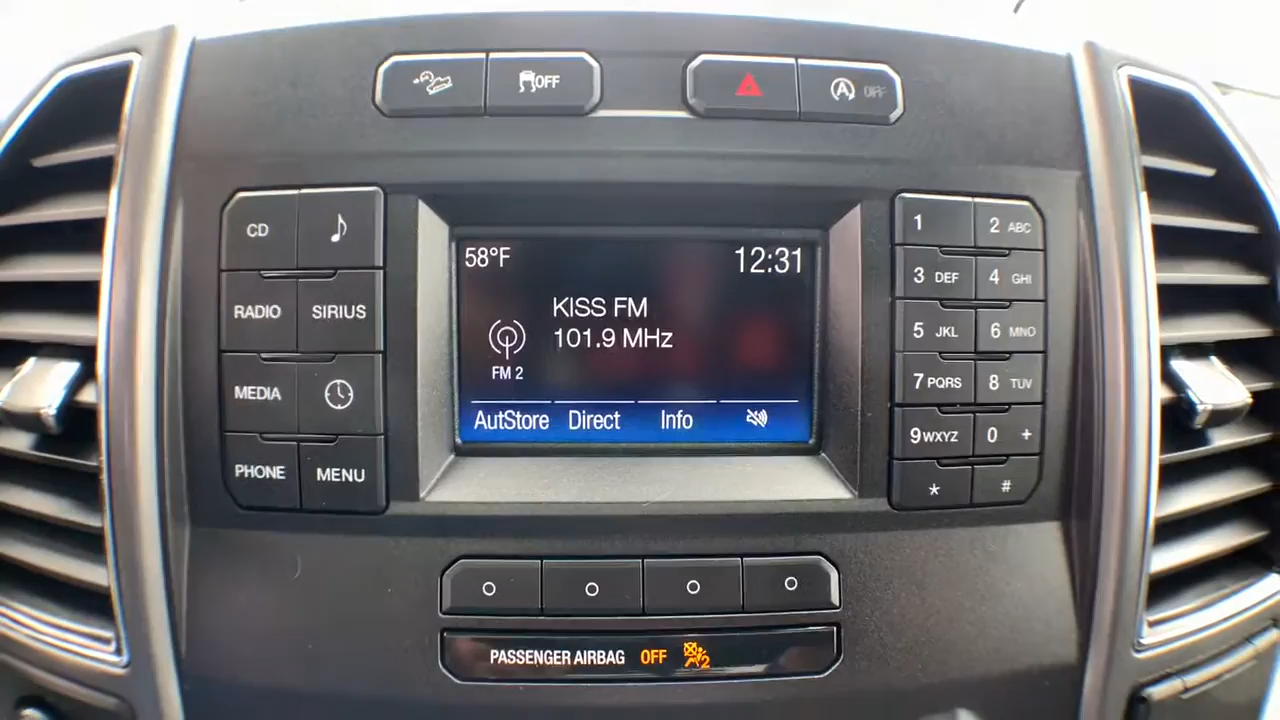 OFF
A OFF
CD
RADIO SIRIUS
MEDIA
PHONE MENU
58°F 12:31
KISS FM
101.9 MHz
FM 2
AutStore Direct Info
1 2 ABC
3 DEF 4 GHI
5 JKL 6 MNO
7 PQRS 8 TUV
9 WXYZ 0 +
* #
PASSENGER AIRBAG OFF 2